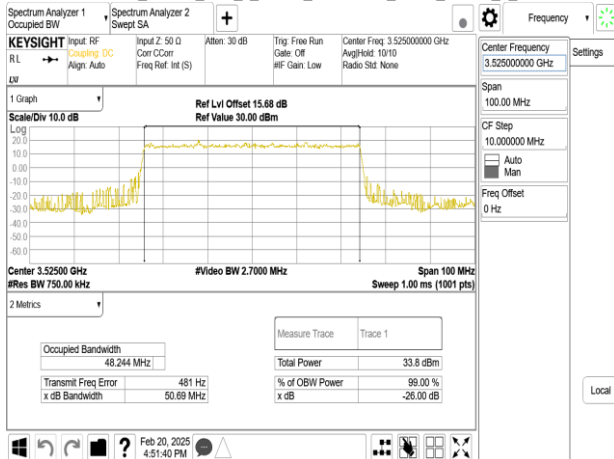 Spectrum Analyzer 1
Occupied BW
Spectrum Analyzer 2
Swept SA
+
Frequency
KEYSIGHT
RL
LXI
Input: RF
Coupling: DC
Align: Auto
Input Z: 50 Ω
Corr CCorr
Freq Ref: Int (S)
Atten: 30 dB
Trig: Free Run
Gate: Off
#IF Gain: Low
Center Freq: 3.525000000 GHz
Avg|Hold: 10/10
Radio Std: None
Center Frequency
3.525000000 GHz
Settings
Span
100.00 MHz
CF Step
10.000000 MHz
Auto
Man
Freq Offset
0 Hz
Local
1 Graph
Scale/Div 10.0 dB
Ref Lvl Offset 15.68 dB
Ref Value 30.00 dBm
Log
20.0
10.0
0.00
-10.0
-20.0
-30.0
-40.0
-50.0
-60.0
Center 3.52500 GHz
#Res BW 750.00 kHz
#Video BW 2.7000 MHz
Span 100 MHz
Sweep 1.00 ms (1001 pts)
2 Metrics
Measure Trace
Trace 1
Occupied Bandwidth
48.244 MHz
Total Power
33.8 dBm
Transmit Freq Error
481 Hz
% of OBW Power
99.00 %
x dB Bandwidth
50.69 MHz
x dB
-26.00 dB
?
Feb 20, 2025
4:51:40 PM